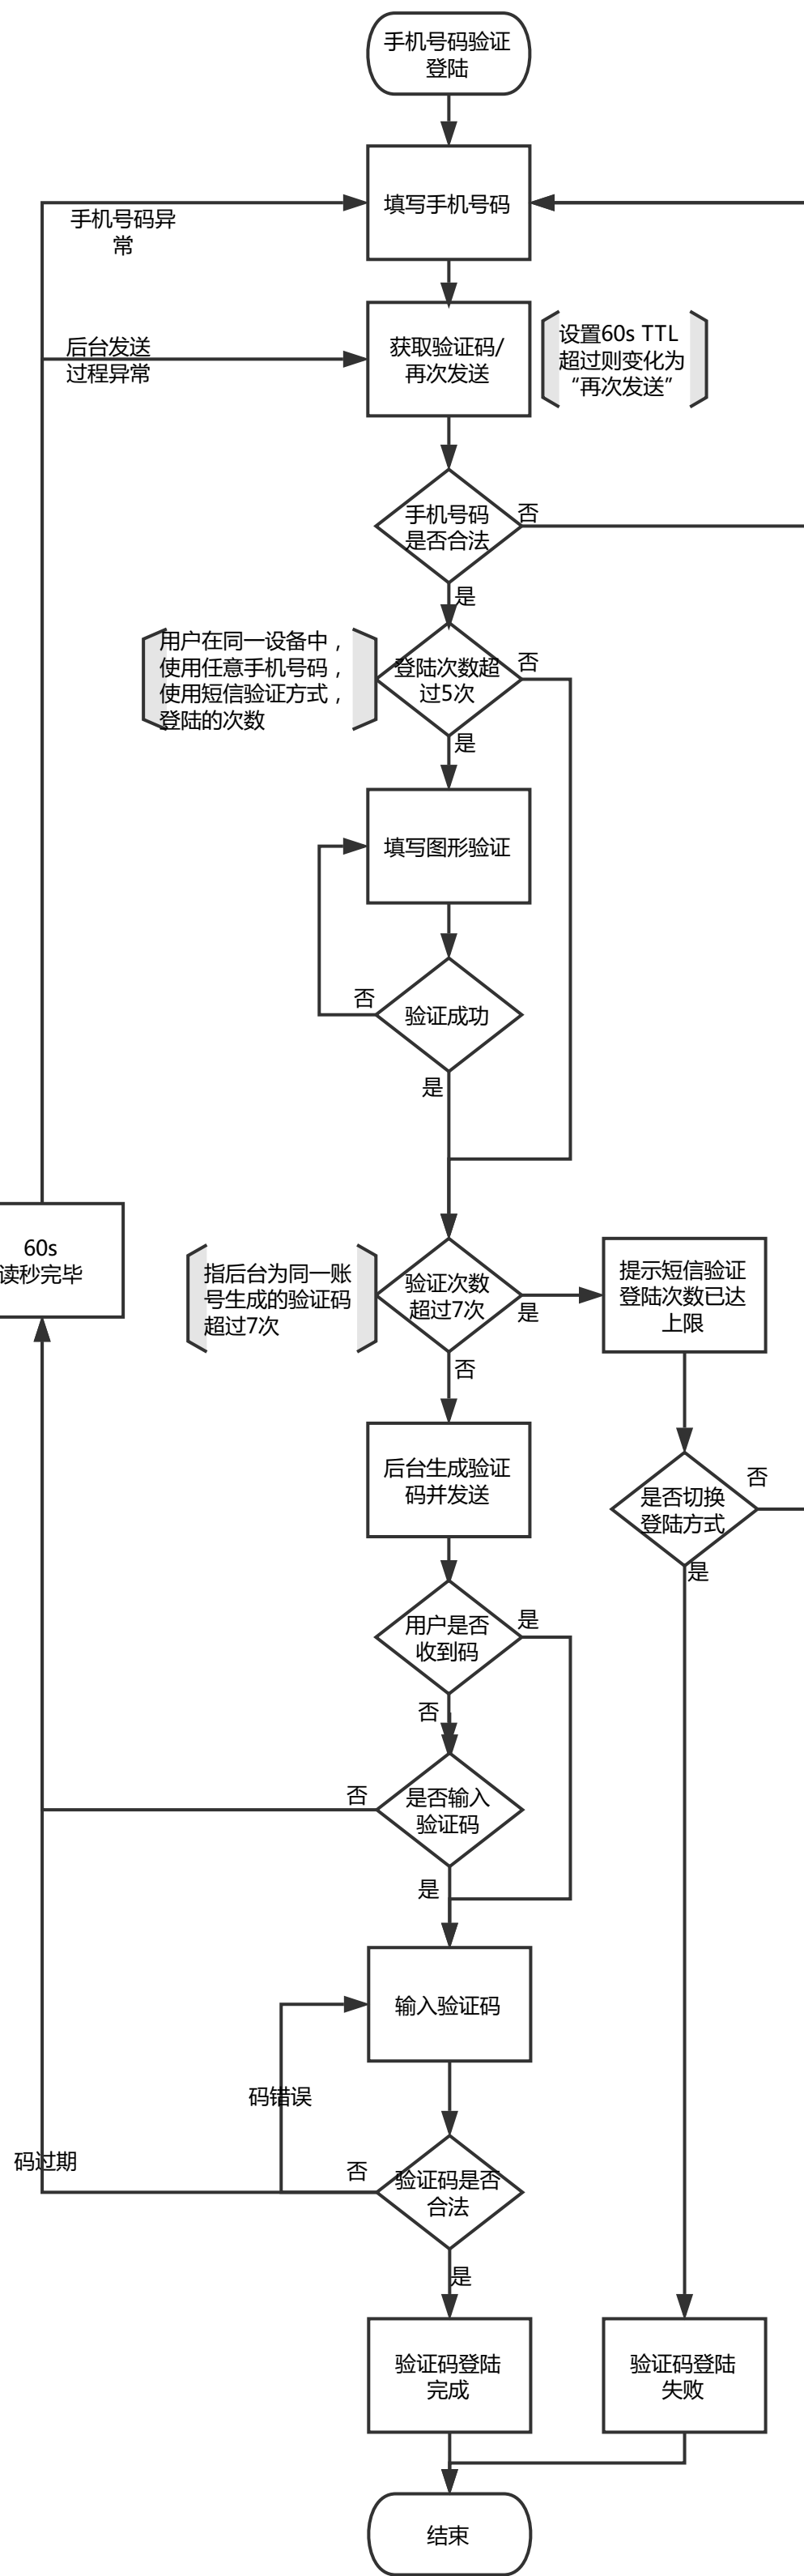 手机号码验证
登陆
填写手机号码
手机号码异
常
获取验证码/
再次发送
设置60s TTL
超过则变化为
“再次发送”
后台发送
过程异常
手机号码
是否合法
否
是
用户在同一设备中，
使用任意手机号码，
使用短信验证方式，
登陆的次数
登陆次数超
过5次
否
是
填写图形验证
验证成功
否
是
60s
读秒完毕
指后台为同一账
号生成的验证码
超过7次
验证次数
超过7次
是
否
提示短信验证
登陆次数已达
上限
后台生成验证
码并发送
是否切换
登陆方式
否
是
用户是否
收到码
是
否
是否输入
验证码
否
是
输入验证码
码错误
码过期
验证码是否
合法
否
是
验证码登陆
完成
验证码登陆
失败
结束